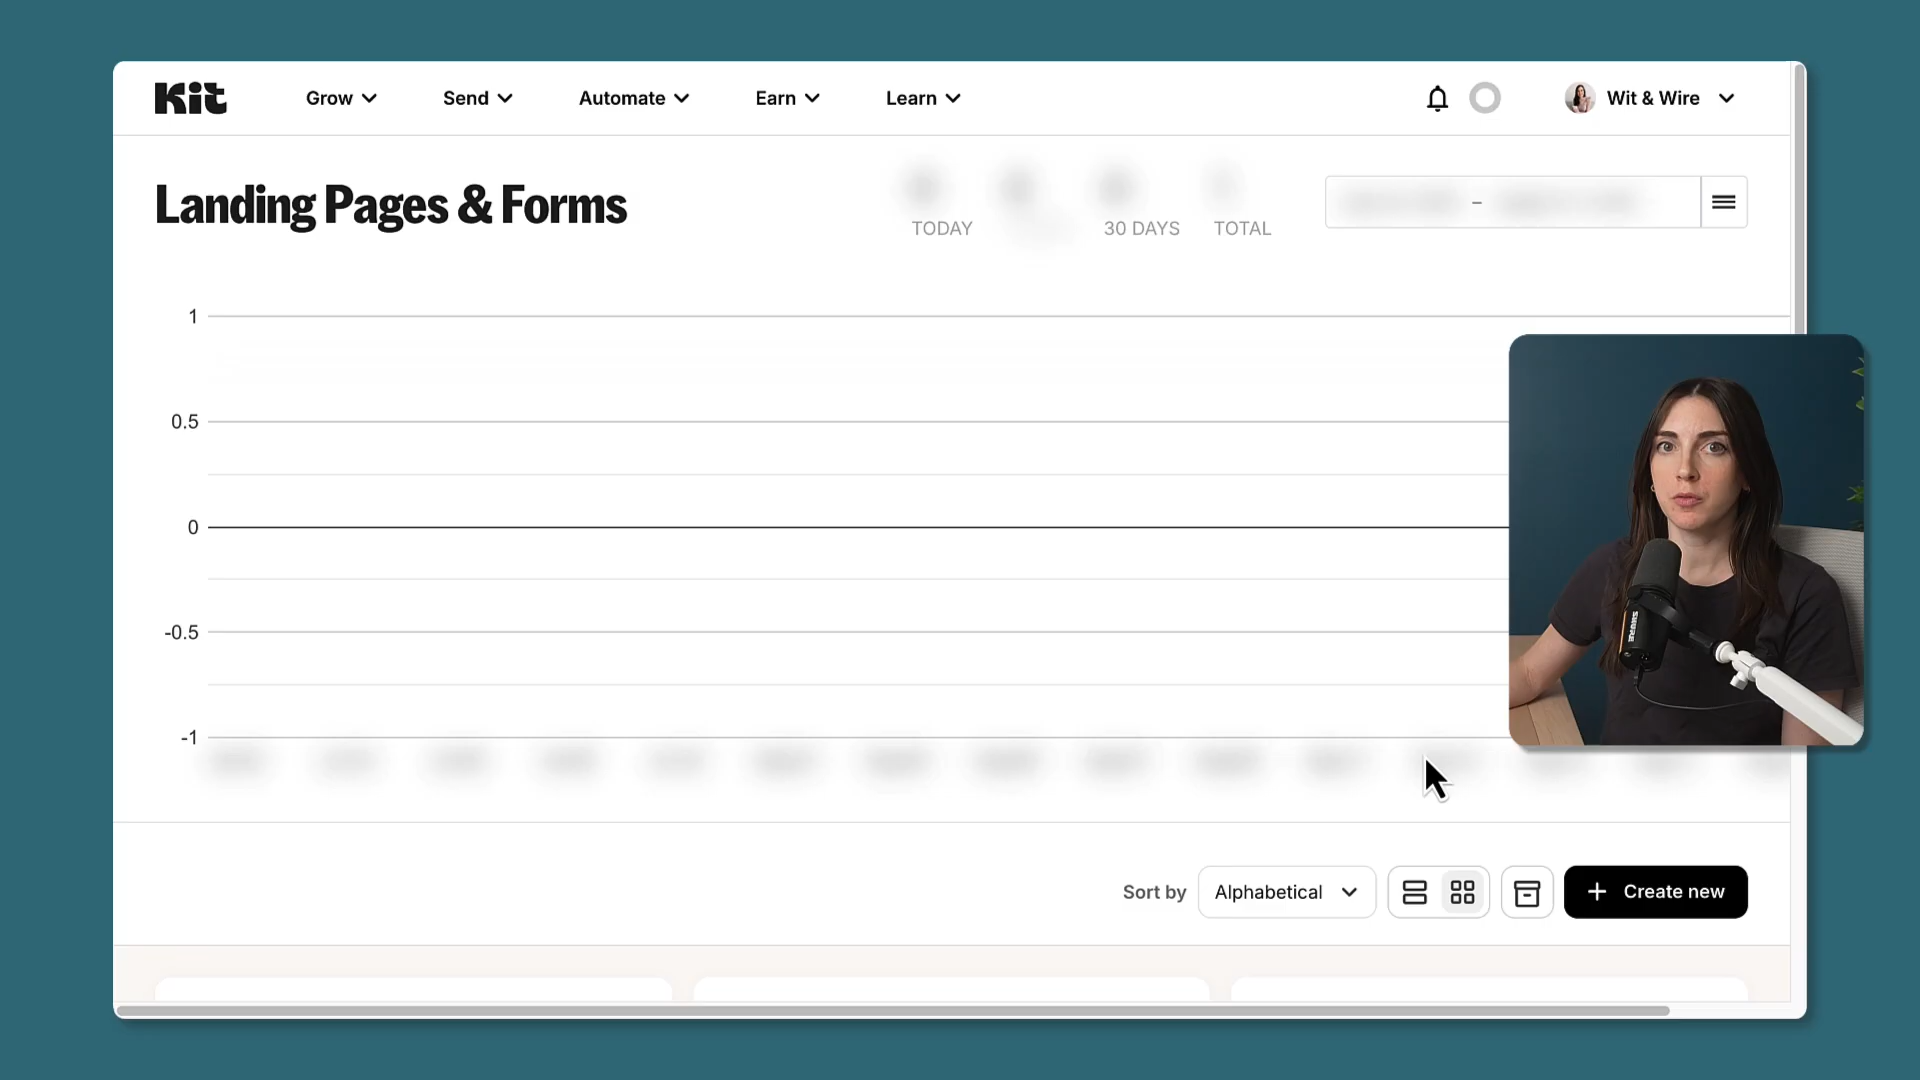 Kit
Grow
Send
Automate
Earn
Learn
Wit & Wire
Landing Pages & Forms
TODAY
30 DAYS
TOTAL
–
1
0.5
0
-0.5
-1
SHURE
Sort by
Alphabetical
+ Create new